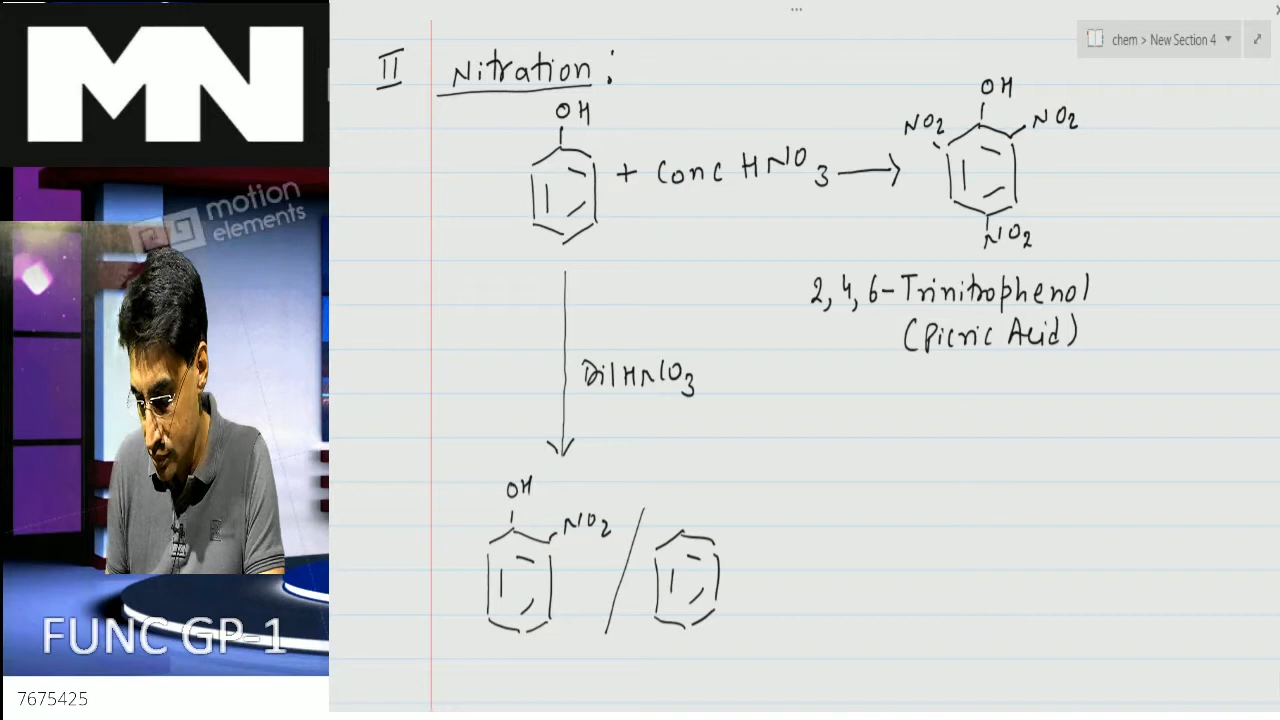 MN
motion
elements
FUNC GP-1
7675425
chem > New Section 4
II Nitration :
OH
+ Conc HNO3
OH
NO2
NO2
NO2
2, 4, 6-Trinitrophenol
(Picric Acid)
Dil HNO3
OH
NO2
/